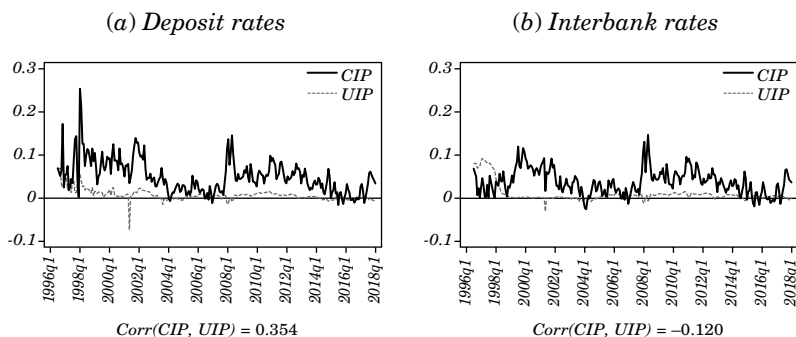 (a) Deposit rates
0.3
0.2
0.1
0
-0.1
CIP
UIP
1996q1
1998q1
2000q1
2002q1
2004q1
2006q1
2008q1
2010q1
2012q1
2014q1
2016q1
2018q1
Corr(CIP, UIP) = 0.354
(b) Interbank rates
0.3
0.2
0.1
0
-0.1
CIP
UIP
1996q1
1998q1
2000q1
2002q1
2004q1
2006q1
2008q1
2010q1
2012q1
2014q1
2016q1
2018q1
Corr(CIP, UIP) = –0.120